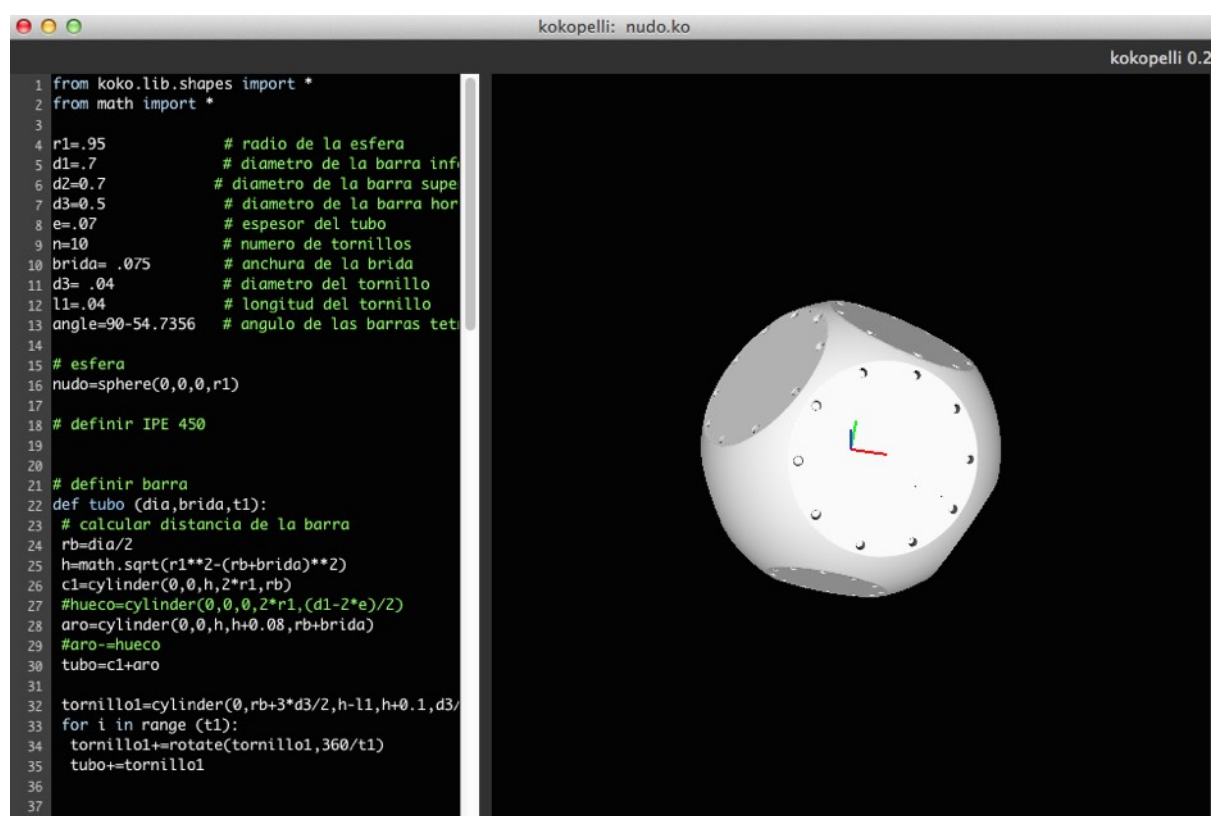 kokopelli: nudo.ko
kokopelli 0.2
1 from koko.lib.shapes import *
2 from math import *
3
4 r1=.95 # radio de la esfera
5 d1=.7 # diametro de la barra inf
6 d2=0.7 # diametro de la barra supe
7 d3=0.5 # diametro de la barra hor
8 e=.07 # espesor del tubo
9 n=10 # numero de tornillos
10 brida= .075 # anchura de la brida
11 d3= .04 # diametro del tornillo
12 l1=.04 # longitud del tornillo
13 angle=90-54.7356 # angulo de las barras tet
14
15 # esfera
16 nudo=sphere(0,0,0,r1)
17
18 # definir IPE 450
19
20
21 # definir barra
22 def tubo (dia,brida,t1):
23 # calcular distancia de la barra
24 rb=dia/2
25 h=math.sqrt(r1**2-(rb+brida)**2)
26 c1=cylinder(0,0,h,2*r1,rb)
27 #hueco=cylinder(0,0,0,2*r1,(d1-2*e)/2)
28 aro=cylinder(0,0,h,h+0.08,rb+brida)
29 #aro-=hueco
30 tubo=c1+aro
31
32 tornillo1=cylinder(0,rb+3*d3/2,h-l1,h+0.1,d3/
33 for i in range (t1):
34 tornillo1+=rotate(tornillo1,360/t1)
35 tubo+=tornillo1
36
37